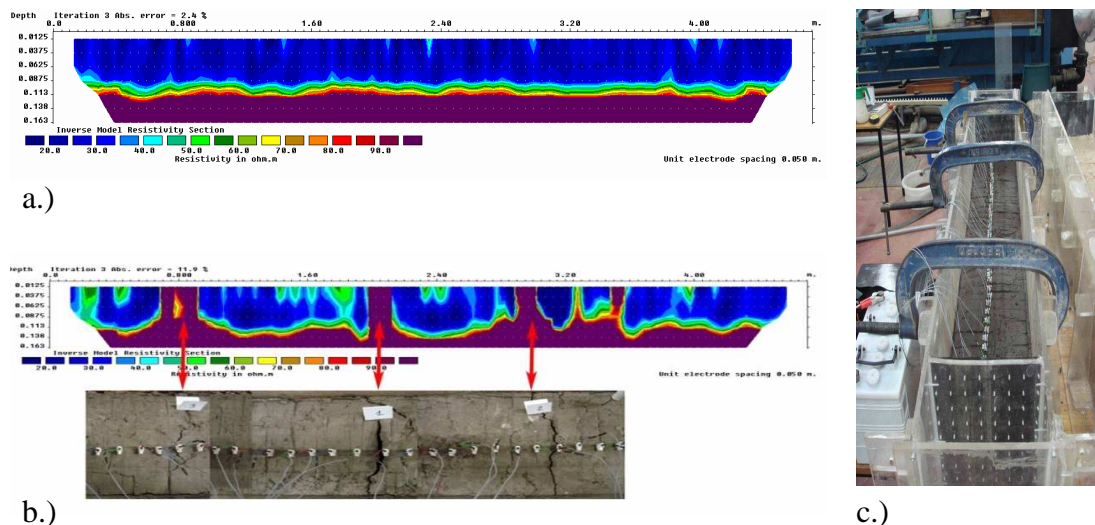 Depth Iteration 3 Abs. error = 2.4 %
0.0 0.800 1.60 2.40 3.20 4.00 m.
0.0125
0.0375
0.0625
0.0875
0.113
0.138
0.163
Inverse Model Resistivity Section
20.0 30.0 40.0 50.0 60.0 70.0 80.0 90.0
Resistivity in ohm.m
Unit electrode spacing 0.050 m.
a.)
Depth Iteration 3 Abs. error = 11.9 %
0.0 0.800 1.60 2.40 3.20 4.00 m.
0.0125
0.0375
0.0625
0.0875
0.113
0.138
0.163
Inverse Model Resistivity Section
20.0 30.0 40.0 60.0 70.0 80.0
Resistivity in ohm.m
Unit electrode spacing 0.050 m.
1
2
b.)
c.)